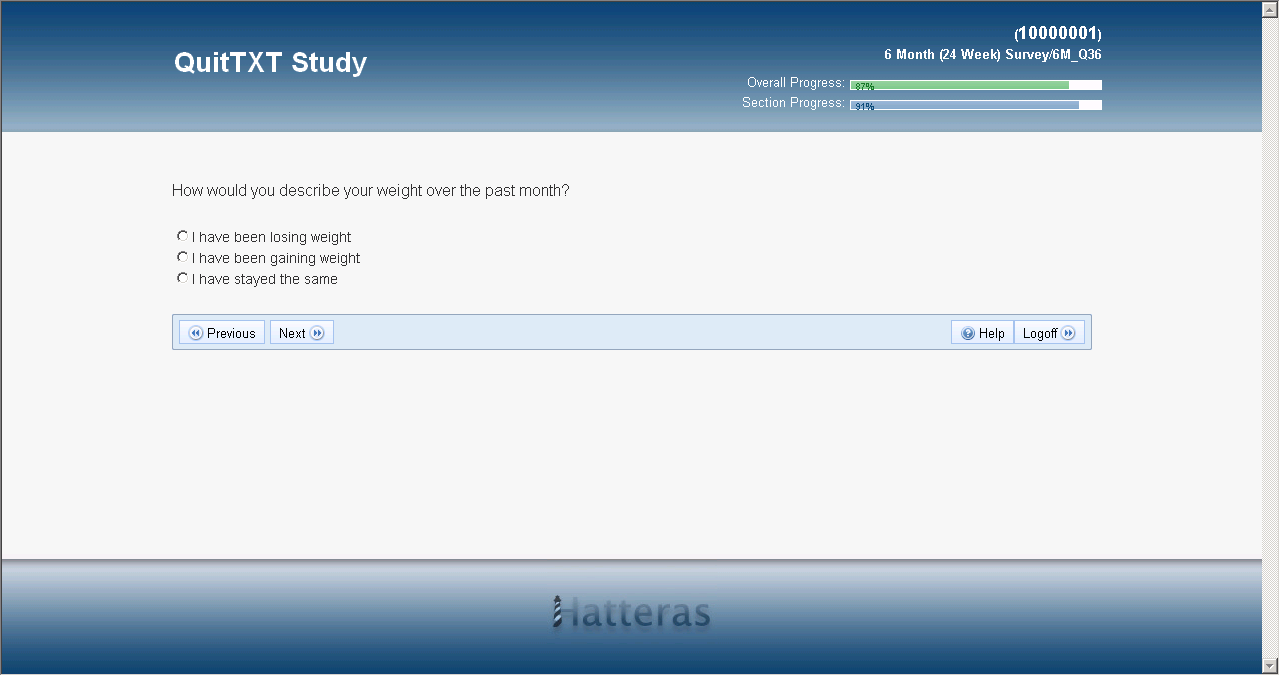 QuitTXT Study
(10000001)
6 Month (24 Week) Survey/6M_Q36
Overall Progress: 87%
Section Progress: 91%
How would you describe your weight over the past month?
I have been losing weight
I have been gaining weight
I have stayed the same
Previous Next ? Help Logoff
Hatteras